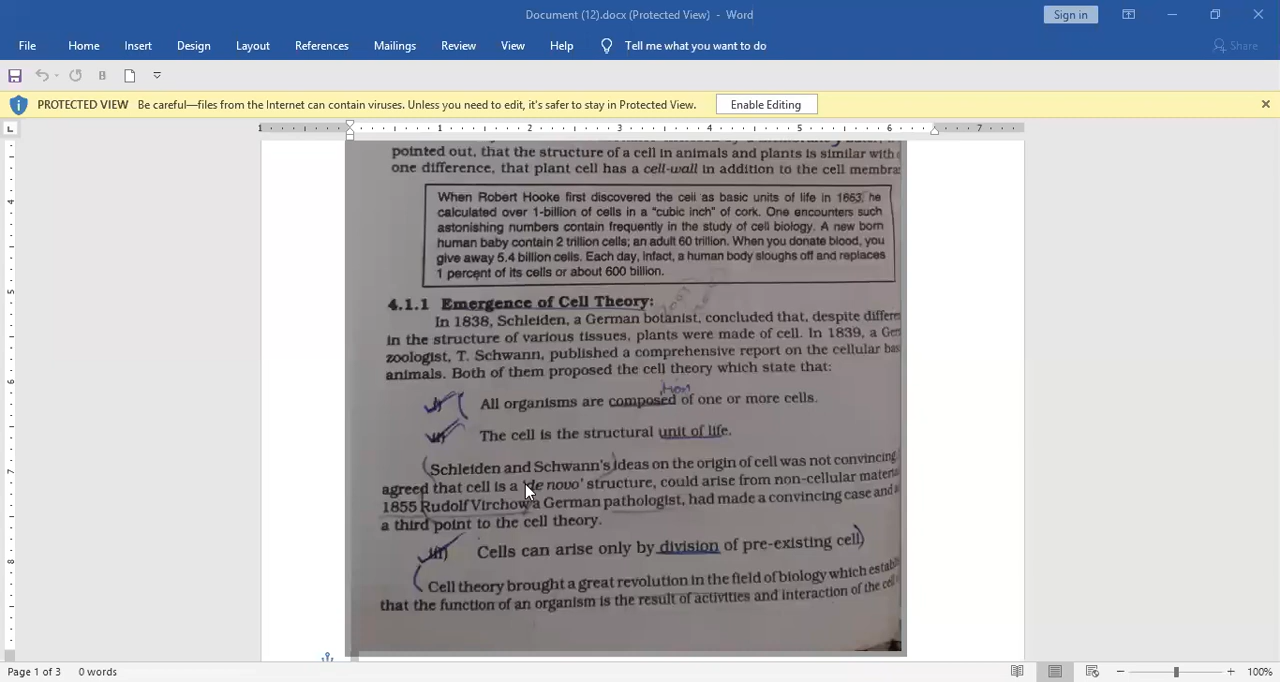 Document (12).docx (Protected View) - Word
Sign in
File Home Insert Design Layout References Mailings Review View Help Tell me what you want to do
Share
PROTECTED VIEW Be careful—files from the Internet can contain viruses. Unless you need to edit, it's safer to stay in Protected View. Enable Editing
1 1 2 3 4 5 6 7
pointed out, that the structure of a cell in animals and plants is similar with
one difference, that plant cell has a cell-wall in addition to the cell membra
When Robert Hooke first discovered the cell as basic units of life in 1863, he
calculated over 1-billion of cells in a "cubic inch" of cork. One encounters such
astonishing numbers contain frequently in the study of cell biology. A new born
human baby contain 2 trillion cells; an adult 60 trillion. When you donate blood, you
give away 5.4 billion cells. Each day, infact, a human body sloughs off and replaces
1 percent of its cells or about 600 billion.
4.1.1 Emergence of Cell Theory:
In 1838, Schleiden, a German botanist, concluded that, despite differe
in the structure of various tissues, plants were made of cell. In 1839, a Ger
zoologist, T. Schwann, published a comprehensive report on the cellular bas
animals. Both of them proposed the cell theory which state that:
All organisms are composed of one or more cells.
The cell is the structural unit of life.
(Schleiden and Schwann's) ideas on the origin of cell was not convincing
agreed that cell is a 'de novo' structure, could arise from non-cellular materia
1855 Rudolf Virchow a German pathologist, had made a convincing case and a
a third point to the cell theory.
(iii) Cells can arise only by division of pre-existing cell)
(Cell theory brought a great revolution in the field of biology which establ
that the function of an organism is the result of activities and interaction of the cell
Page 1 of 3 0 words
100%